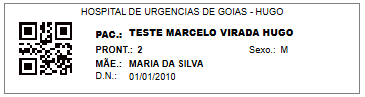 HOSPITAL DE URGENCIAS DE GOIAS - HUGO
PAC.: TESTE MARCELO VIRADA HUGO
PRONT.: 2 Sexo.: M
MÃE.: MARIA DA SILVA
D.N.: 01/01/2010